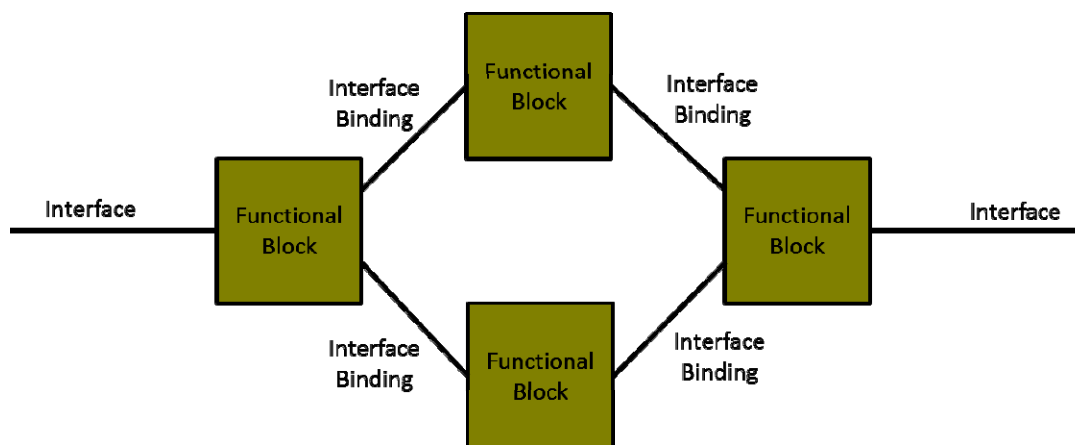 Functional
Block
Interface
Binding
Interface
Binding
Interface
Functional
Block
Functional
Block
Interface
Interface
Binding
Functional
Block
Interface
Binding